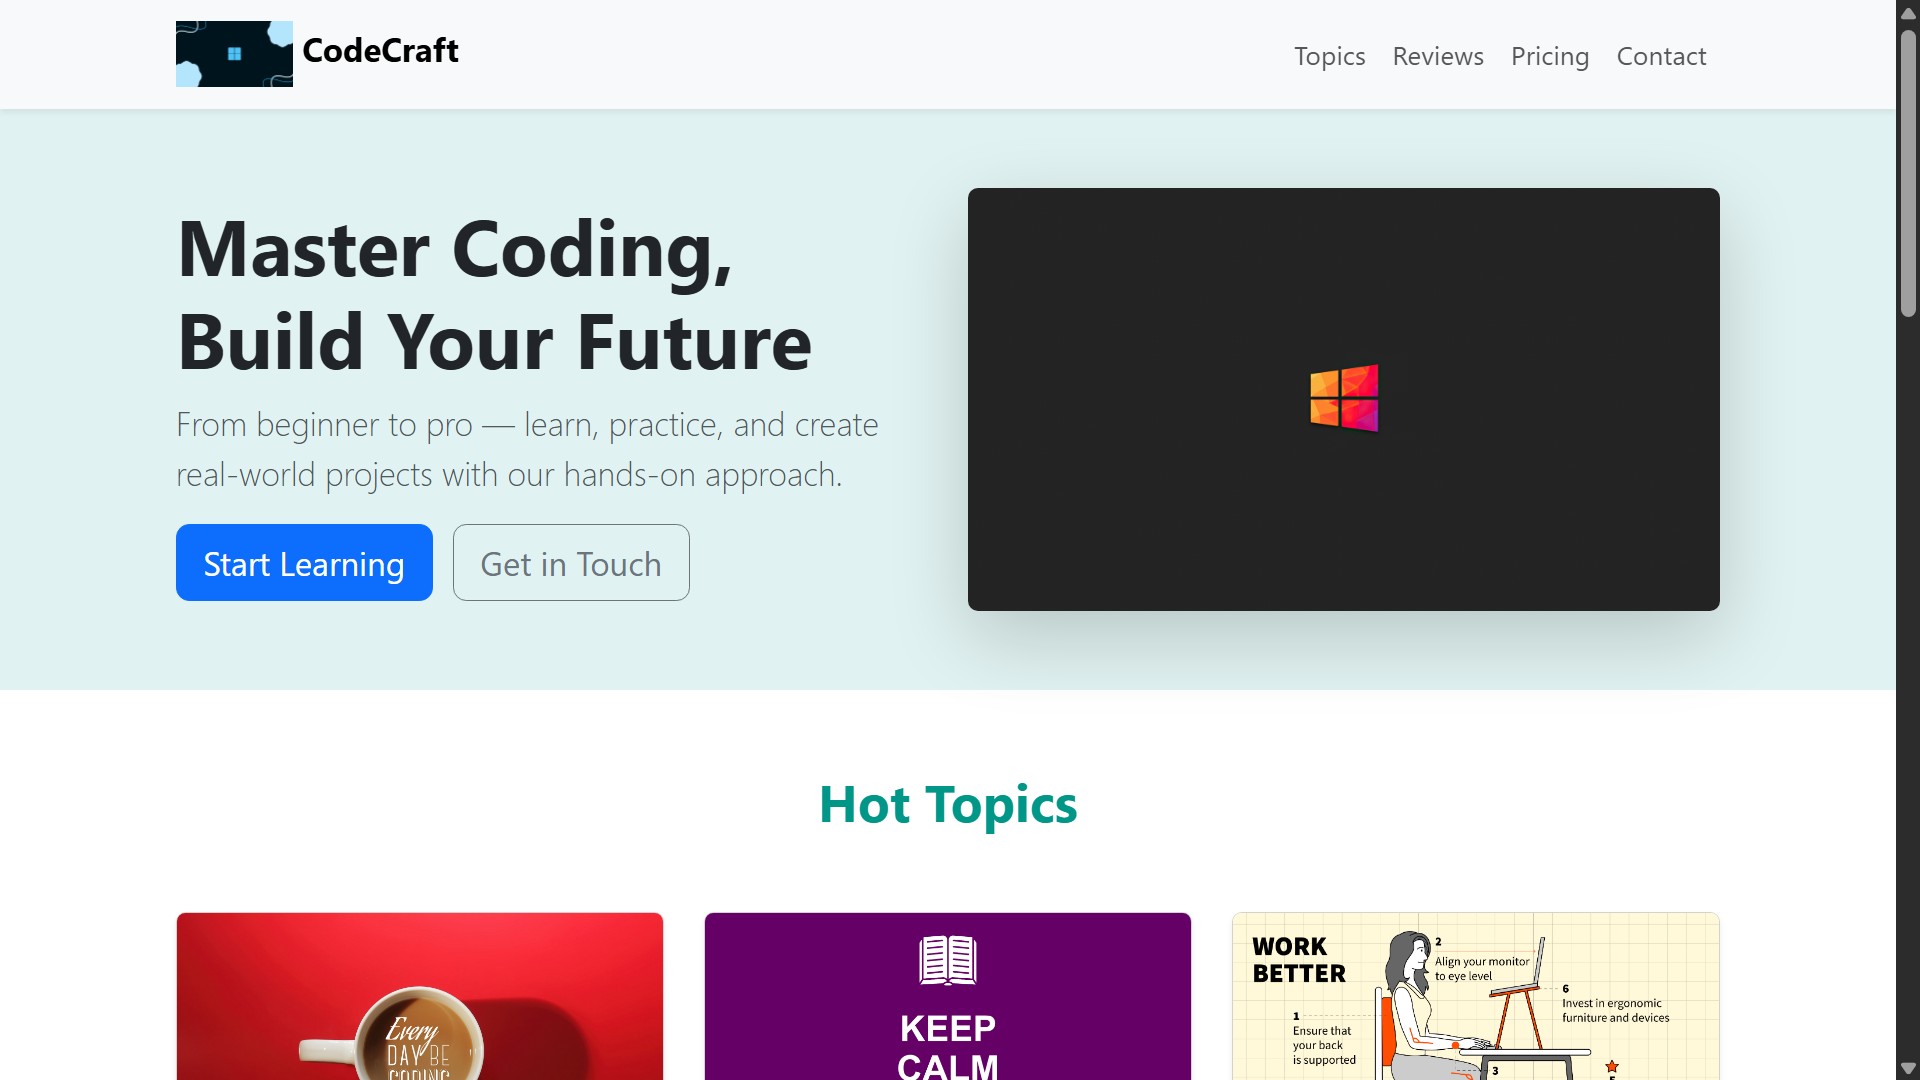 CodeCraft
Topics
Reviews
Pricing
Contact
Master Coding,
Build Your Future
From beginner to pro — learn, practice, and create
real-world projects with our hands-on approach.
Start Learning
Get in Touch
Hot Topics
Every
DAY BE
CODING
KEEP
CALM
WORK
BETTER
2
Align your monitor
to eye level
6
Invest in ergonomic
furniture and devices
1
Ensure that
your back
is supported
3